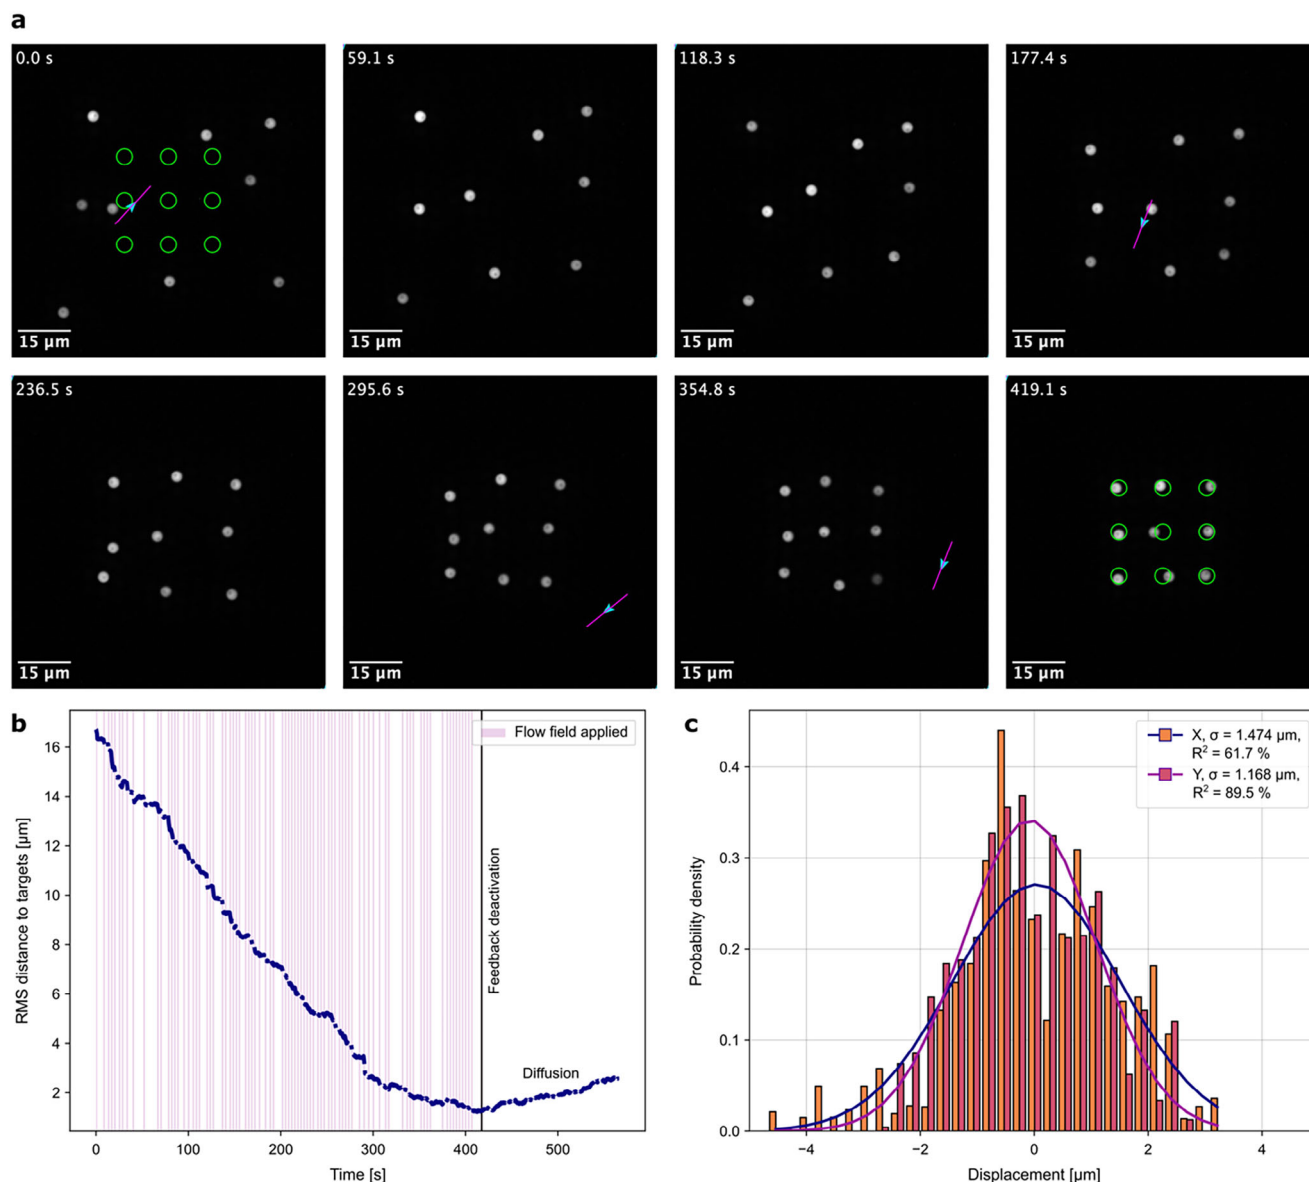 a
0.0 s
59.1 s
118.3 s
177.4 s
15 μm
15 μm
15 μm
15 μm
236.5 s
295.6 s
354.8 s
419.1 s
15 μm
15 μm
15 μm
15 μm
b
RMS distance to targets [μm]
16
14
12
10
8
6
4
2
Flow field applied
Feedback deactivation
Diffusion
0
100
200
300
400
500
Time [s]
c
Probability density
0.4
0.3
0.2
0.1
0.0
X, σ = 1.474 μm,
R² = 61.7 %
Y, σ = 1.168 μm,
R² = 89.5 %
−4
−2
0
2
4
Displacement [μm]